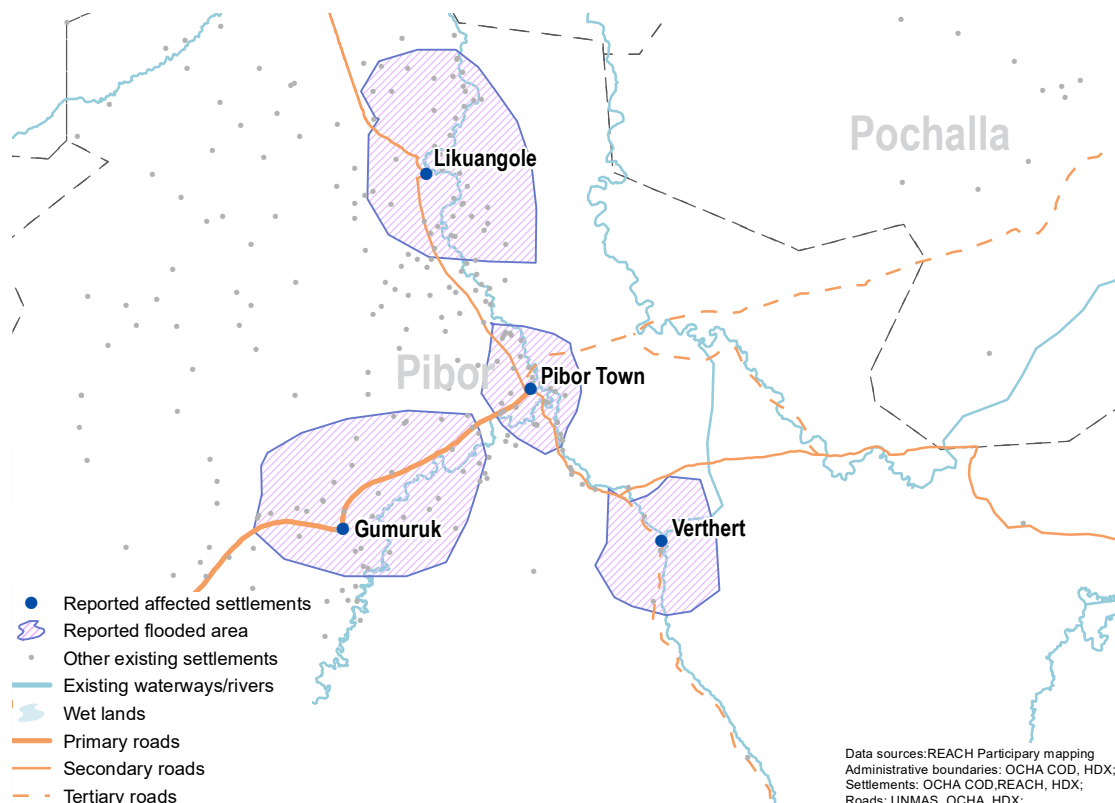 Pochalla
Likuangole
Pibor
Pibor Town
Gumuruk
Verthert
Reported affected settlements
Reported flooded area
Other existing settlements
Existing waterways/rivers
Wet lands
Primary roads
Secondary roads
Tertiary roads
Data sources:REACH Participary mapping
Administrative boundaries: OCHA COD, HDX;
Settlements: OCHA COD,REACH, HDX;
Roads: UNMAS, OCHA, HDX;